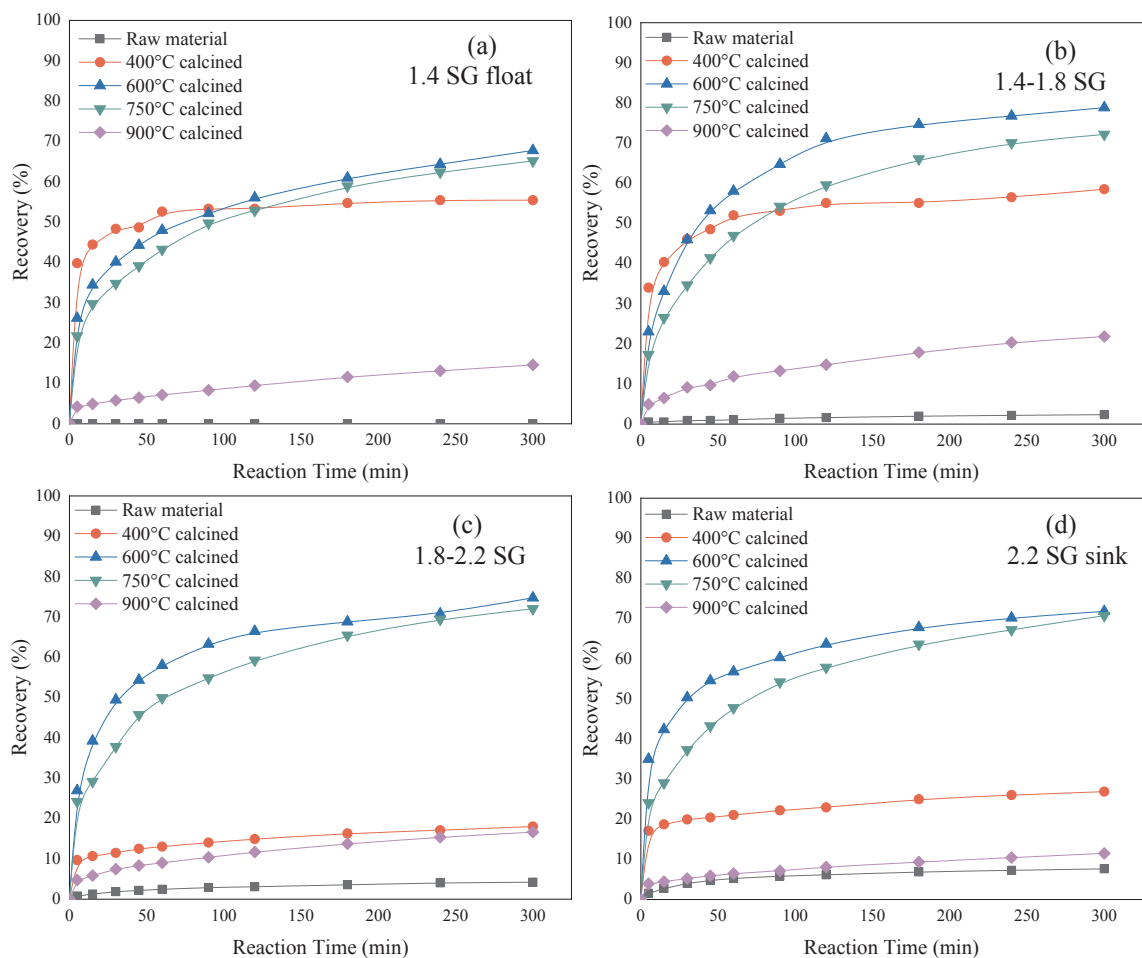 100
90
80
70
60
50
40
30
20
10
0
Recovery (%)
Raw material
400°C calcined
600°C calcined
750°C calcined
900°C calcined
(a)
1.4 SG float
0 50 100 150 200 250 300
Reaction Time (min)
100
90
80
70
60
50
40
30
20
10
0
Recovery (%)
Raw material
400°C calcined
600°C calcined
750°C calcined
900°C calcined
(b)
1.4-1.8 SG
0 50 100 150 200 250 300
Reaction Time (min)
100
90
80
70
60
50
40
30
20
10
0
Recovery (%)
Raw material
400°C calcined
600°C calcined
750°C calcined
900°C calcined
(c)
1.8-2.2 SG
0 50 100 150 200 250 300
Reaction Time (min)
100
90
80
70
60
50
40
30
20
10
0
Recovery (%)
Raw material
400°C calcined
600°C calcined
750°C calcined
900°C calcined
(d)
2.2 SG sink
0 50 100 150 200 250 300
Reaction Time (min)